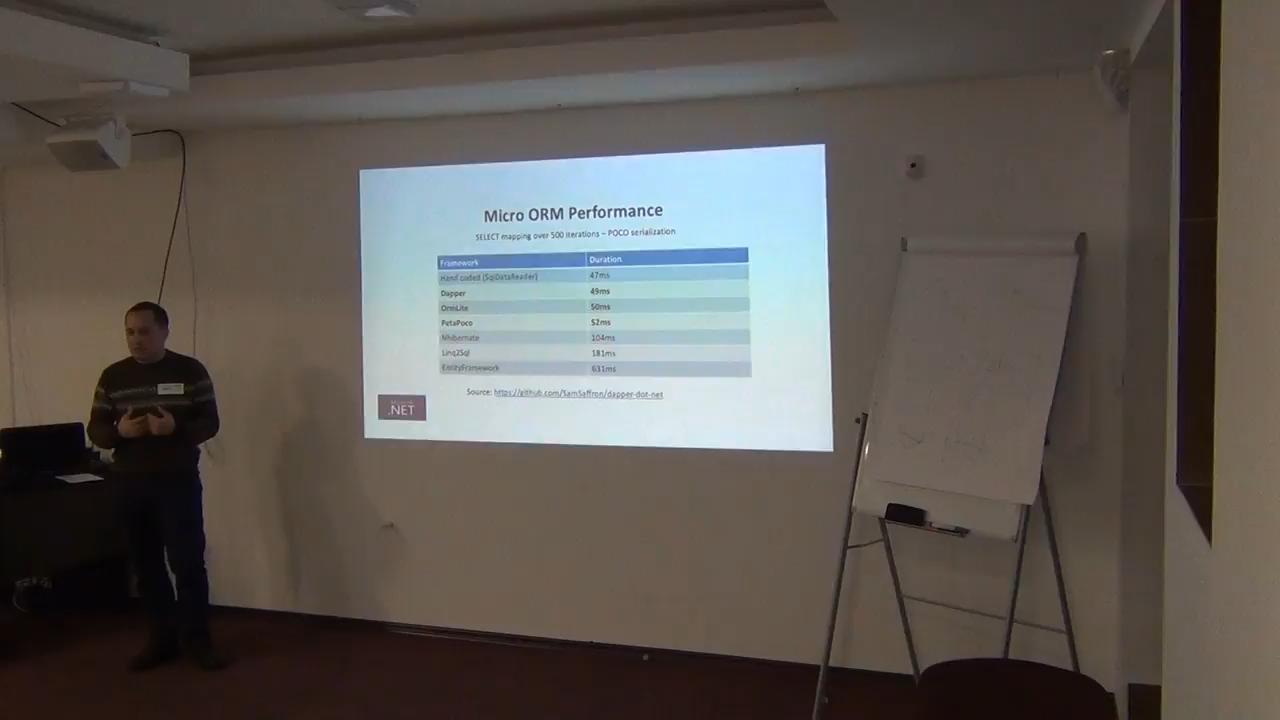 Micro ORM Performance
SELECT mapping over 500 iterations – POCO serialization
Framework Duration
Hand coded (SqlDataReader) 47ms
Dapper 49ms
OrmLite 50ms
PetaPoco 52ms
Nhibernate 104ms
Linq2Sql 181ms
EntityFramework 631ms
Source: https://github.com/SamSaffron/dapper-dot-net
.NET